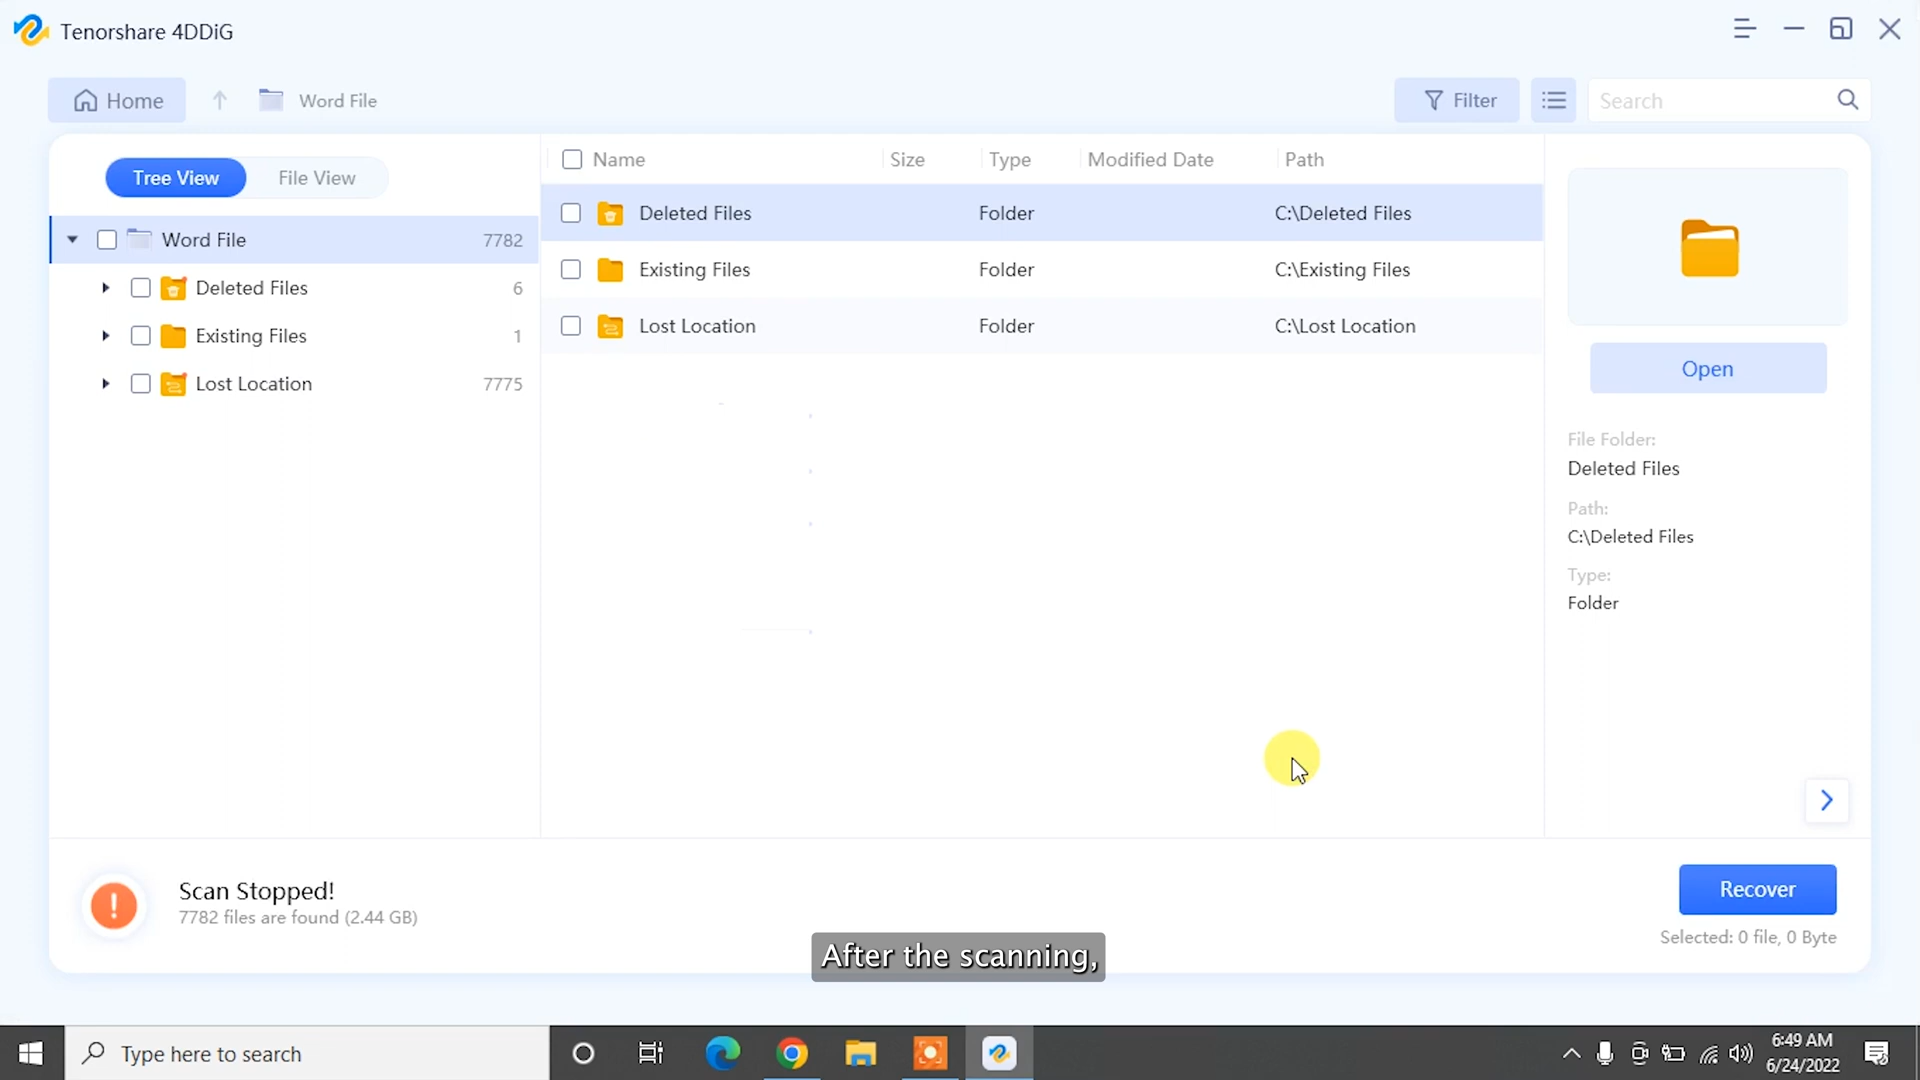 Tenorshare 4DDiG
Home
Word File
Filter
Search
Tree View
File View
Word File 7782
Deleted Files 6
Existing Files 1
Lost Location 7775
Name Size Type Modified Date Path
Deleted Files Folder C:\Deleted Files
Existing Files Folder C:\Existing Files
Lost Location Folder C:\Lost Location
Open
File Folder:
Deleted Files
Path:
C:\Deleted Files
Type:
Folder
Scan Stopped!
7782 files are found (2.44 GB)
Recover
Selected: 0 file, 0 Byte
After the scanning,
Type here to search
6:49 AM
6/24/2022